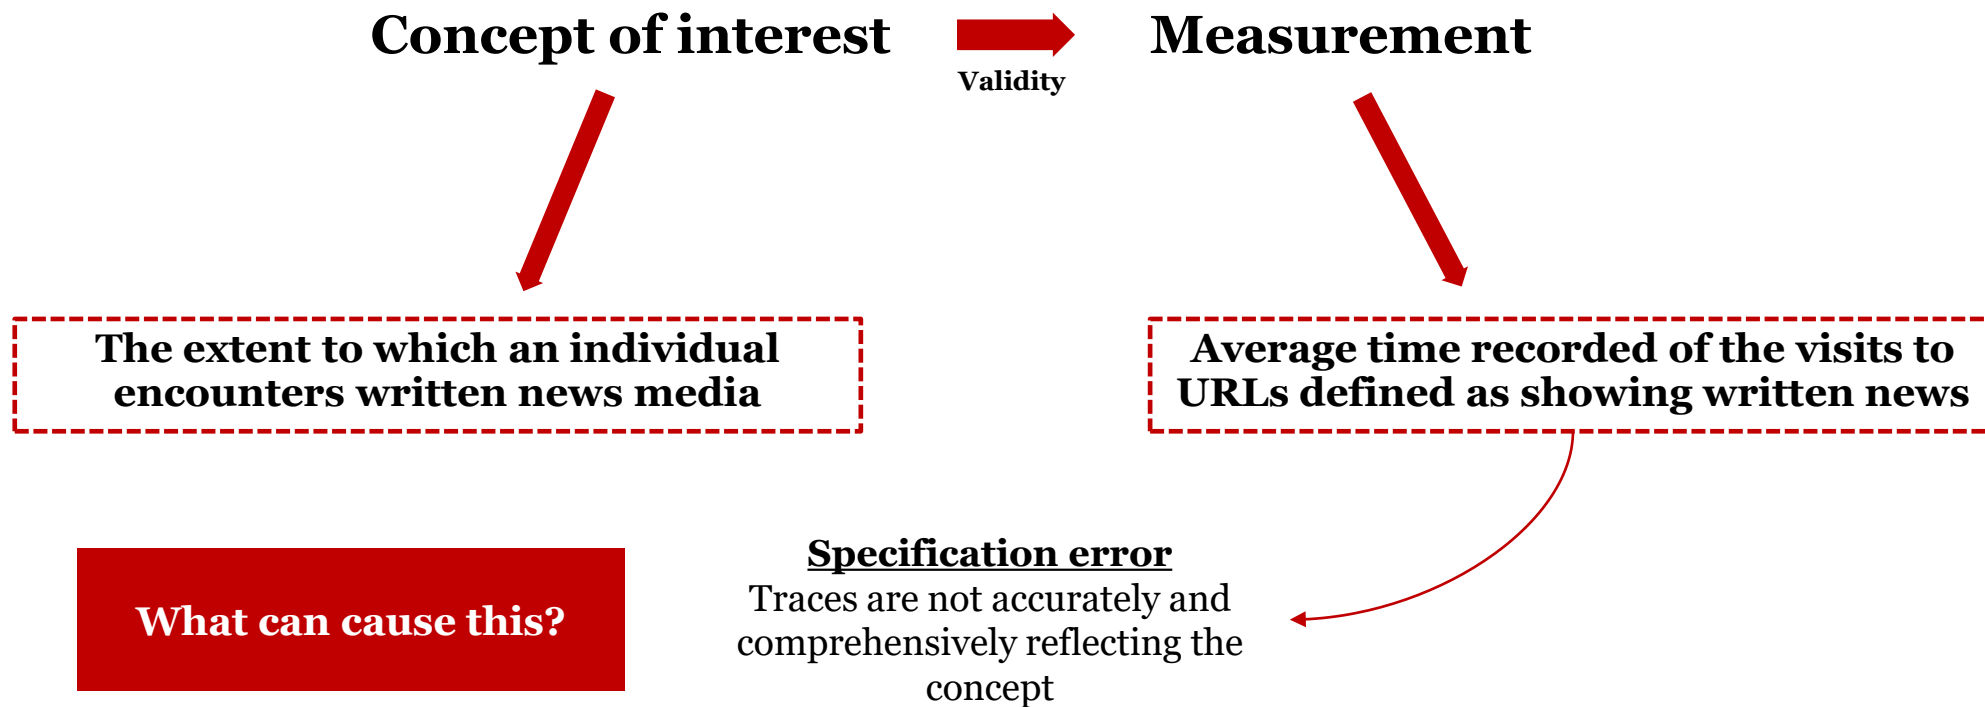 Concept of interest
Validity
Measurement
The extent to which an individual
encounters written news media
Average time recorded of the visits to
URLs defined as showing written news
What can cause this?
Specification error
Traces are not accurately and
comprehensively reflecting the
concept